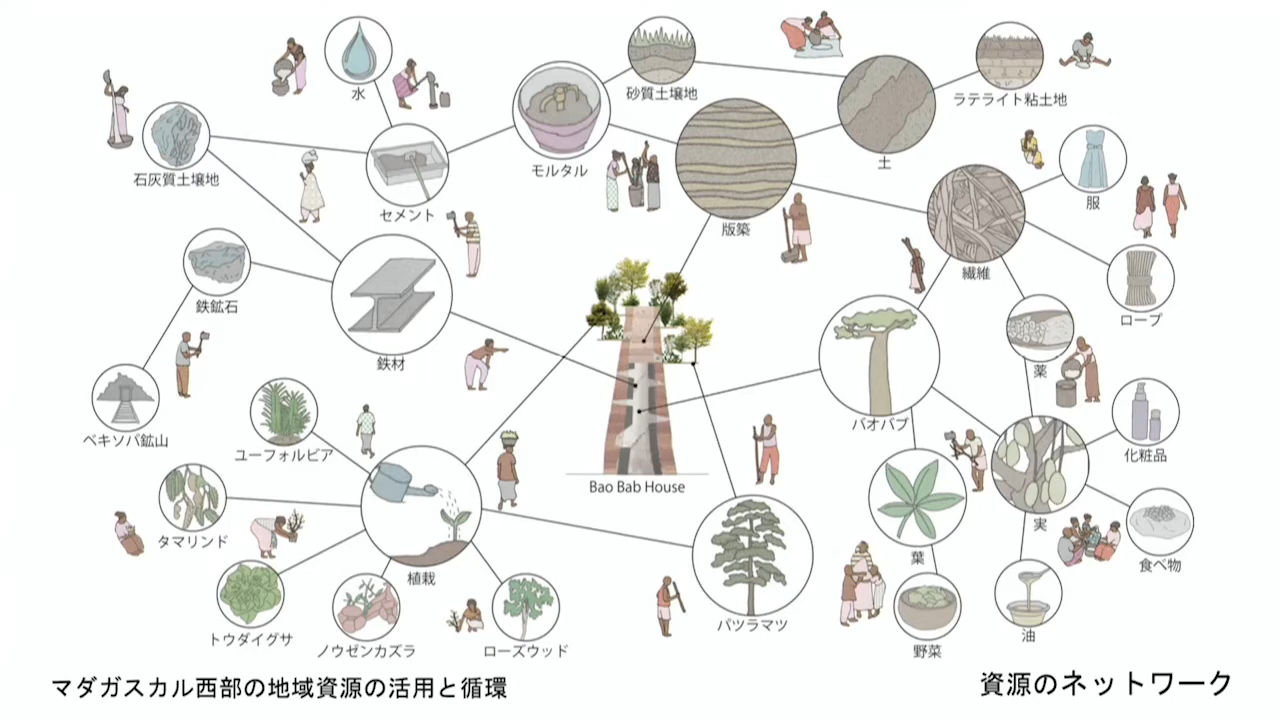 水
砂質土壌地
ラテライト粘土地
石灰質土壌地
セメント
モルタル
版築
土
服
繊維
鉄鉱石
鉄材
ロープ
ベキソパ鉱山
ユーフォルビア
バオバブ
薬
化粧品
Bao Bab House
タマリンド
植栽
葉
実
食べ物
トウダイグサ
ノウゼンカズラ
ローズウッド
パツラマツ
野菜
油
マダガスカル西部の地域資源の活用と循環
資源のネットワーク